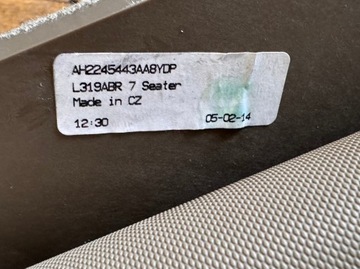 AH2245443AA8YDP
L319ABR 7 Seater
Made in CZ
12:30 05-02-14